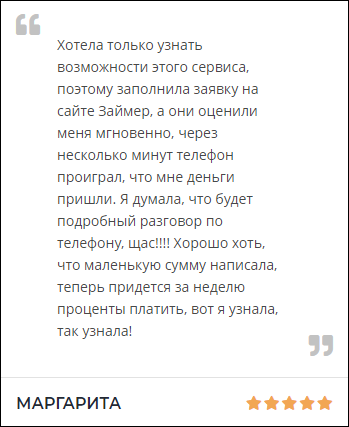 Хотела только узнать
возможности этого сервиса,
поэтому заполнила заявку на
сайте Займер, а они оценили
меня мгновенно, через
несколько минут телефон
проиграл, что мне деньги
пришли. Я думала, что будет
подробный разговор по
телефону, щас!!!! Хорошо хоть,
что маленькую сумму написала,
теперь придется за неделю
проценты платить, вот я узнала,
так узнала!
МАРГАРИТА